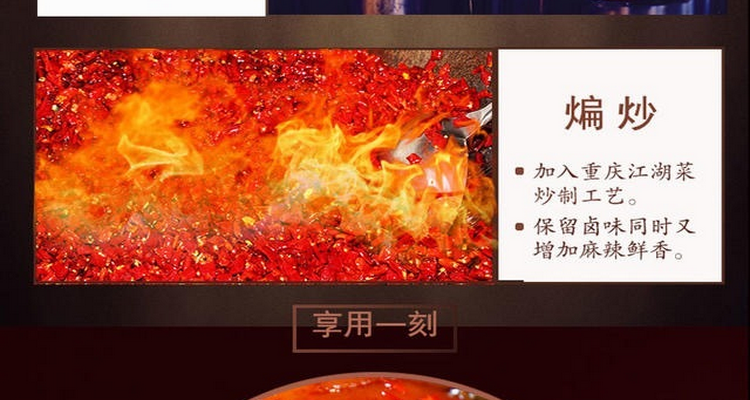 煸炒
加入重庆江湖菜
炒制工艺。
保留卤味同时又
增加麻辣鲜香。
享用一刻